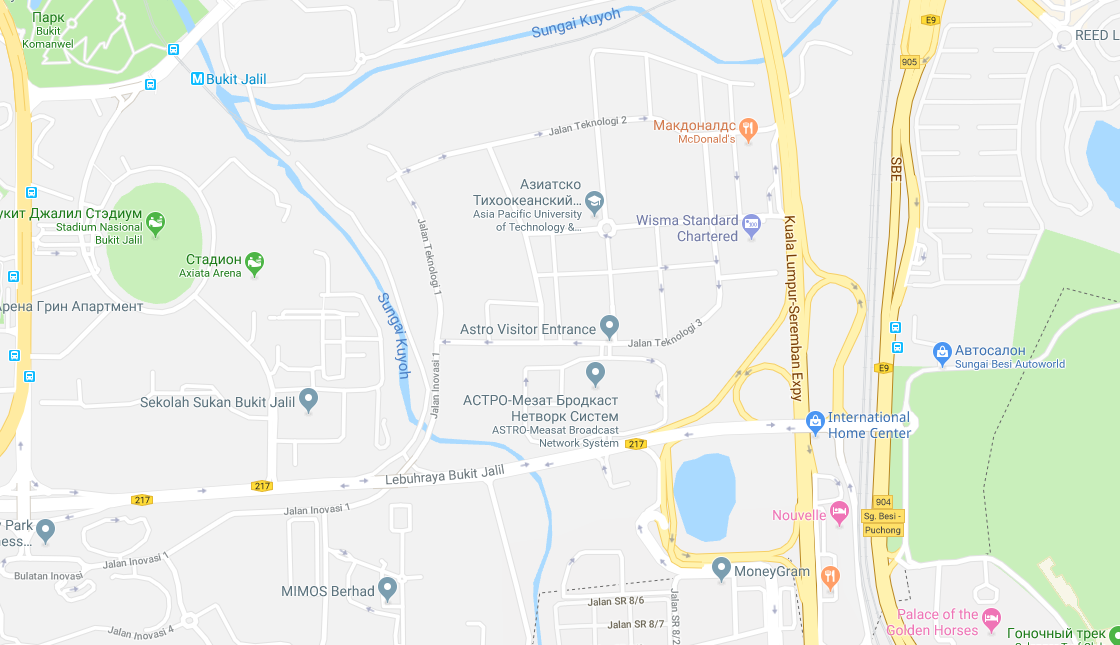 Парк
Bukit
Komanwel
Sungai Kuyoh
E9
REED L
905
M Bukit Jalil
Jalan Teknologi 2
Макдоналдс
McDonald's
SBE
Азиатско
Тихоокеанский...
Asia Pacific University
of Technology &...
укит Джалил Стэдиум
Stadium Nasional
Bukit Jalil
Wisma Standard
Chartered
Jalan Teknologi 1
Kuala Lumpur-Seremban Expy
Стадион
Axiata Arena
Арена Грин Апартмент
Sungai Kuyoh
Astro Visitor Entrance
Jalan Teknologi 3
Автосалон
Sungai Besi Autoworld
E9
Jalan Inovasi 1
Sekolah Sukan Bukit Jalil
АСТРО-Мезат Бродкаст
Нетворк Систем
ASTRO-Measat Broadcast
Network System
International
Home Center
217
Lebuhraya Bukit Jalil
217
217
904
Sg. Besi -
Puchong
Jalan Inovasi 1
Nouvelle
Park
ness...
Jalan Inovasi 1
Bulatan Inovasi
MIMOS Berhad
MoneyGram
Jalan SR 8/6
Jalan SR 8/7
Jalan SR 8/2
Palace of the
Golden Horses
Jalan Inovasi 4
Гоночный трек